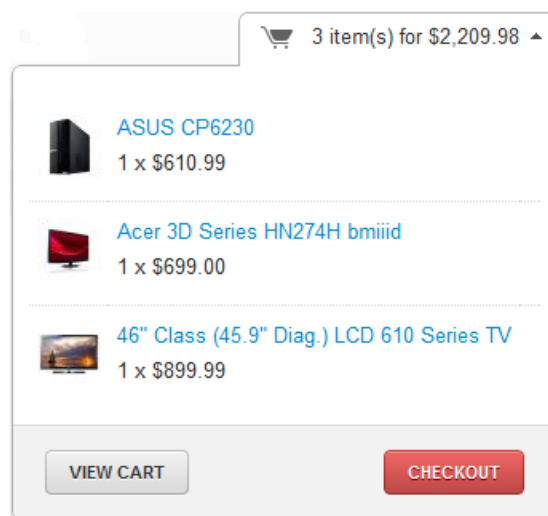 3 item(s) for $2,209.98
ASUS CP6230
1 x $610.99
Acer 3D Series HN274H bmiiid
1 x $699.00
46" Class (45.9" Diag.) LCD 610 Series TV
1 x $899.99
VIEW CART CHECKOUT